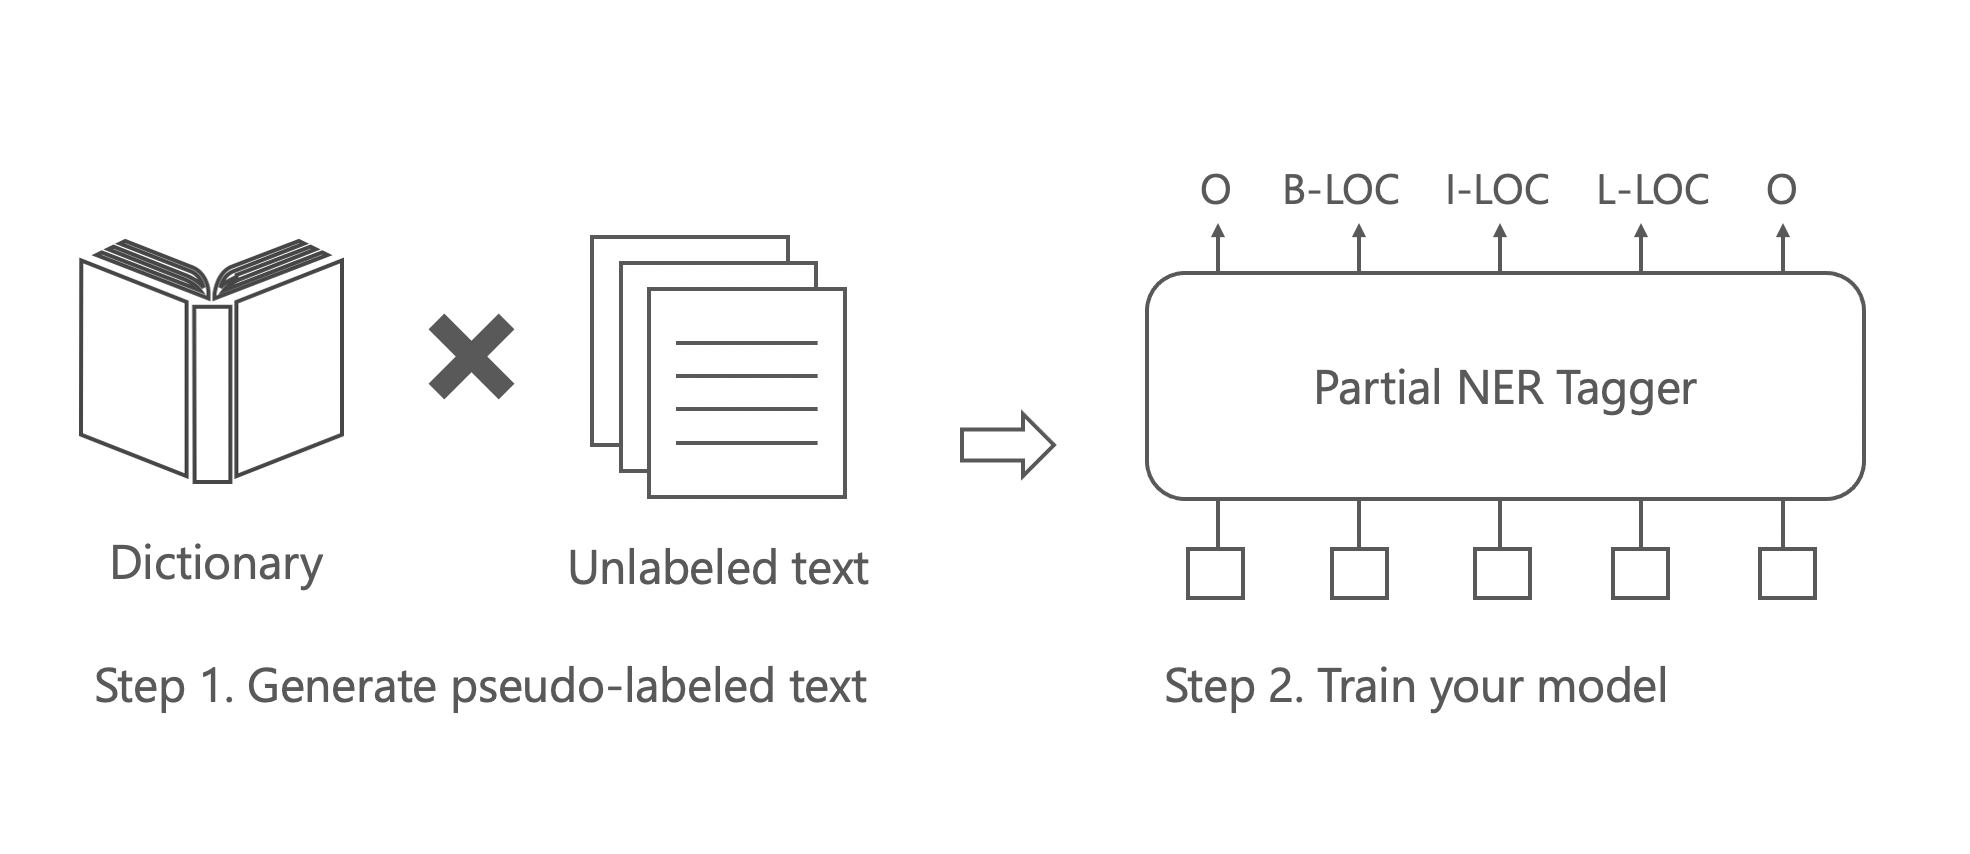 O B-LOC I-LOC L-LOC O
Partial NER Tagger
Dictionary
Unlabeled text
Step 1. Generate pseudo-labeled text
Step 2. Train your model